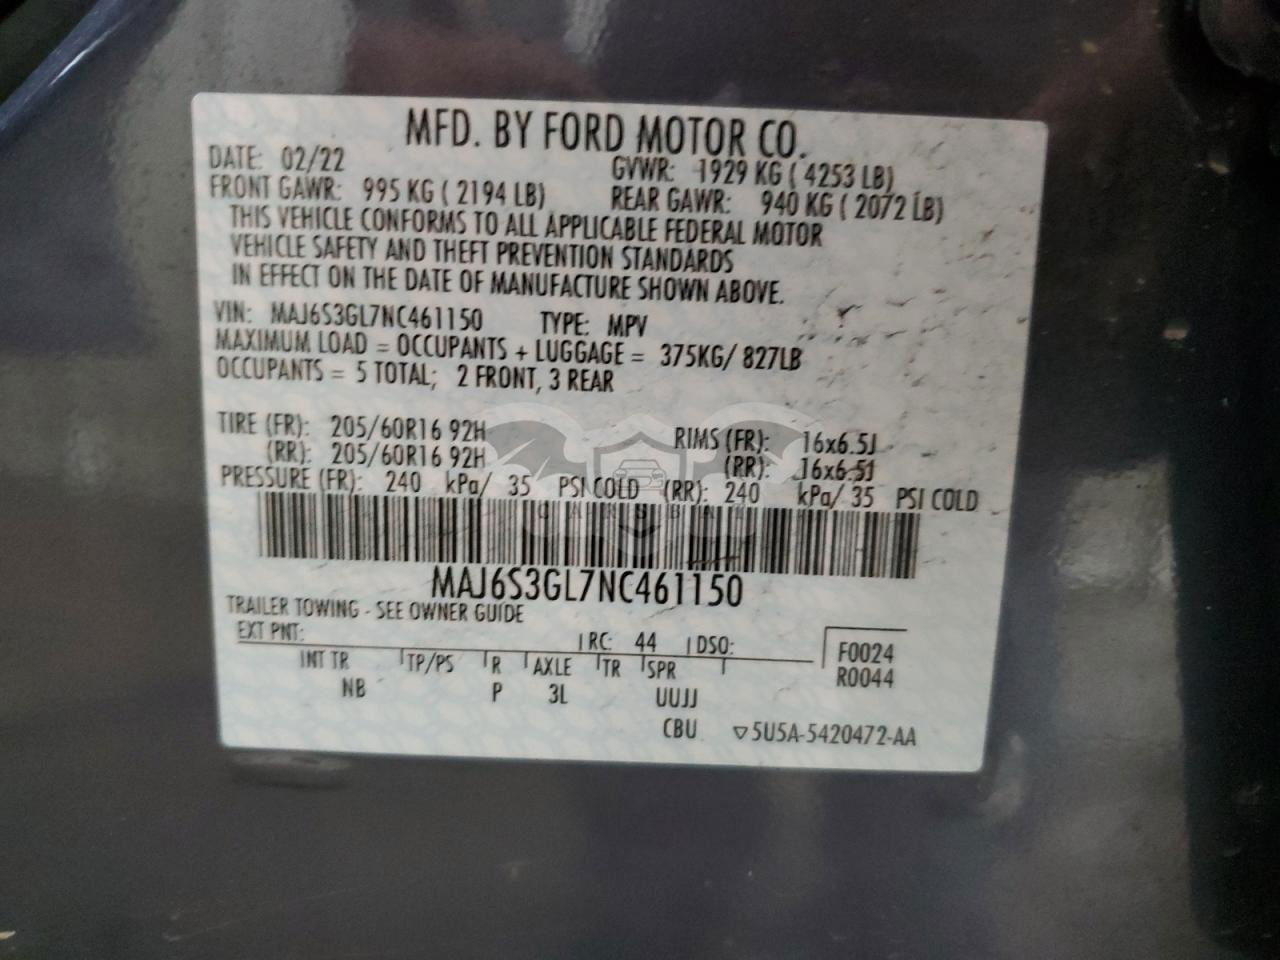 MFD. BY FORD MOTOR CO.
DATE: 02/22 GVWR: 1929 KG ( 4253 LB)
FRONT GAWR: 995 KG ( 2194 LB) REAR GAWR: 940 KG ( 2072 LB)
THIS VEHICLE CONFORMS TO ALL APPLICABLE FEDERAL MOTOR
VEHICLE SAFETY AND THEFT PREVENTION STANDARDS
IN EFFECT ON THE DATE OF MANUFACTURE SHOWN ABOVE.
VIN: MAJ6S3GL7NC461150 TYPE: MPV
MAXIMUM LOAD = OCCUPANTS + LUGGAGE = 375KG/ 827LB
OCCUPANTS = 5 TOTAL; 2 FRONT, 3 REAR
TIRE (FR): 205/60R16 92H RIMS (FR): 16x6.5J
(RR): 205/60R16 92H (RR): 16x6.5J
PRESSURE (FR): 240 kPa/ 35 PSI COLD (RR): 240 kPa/ 35 PSI COLD
MAJ6S3GL7NC461150
TRAILER TOWING - SEE OWNER GUIDE
EXT PNT: RC: 44 DSO:
INT TR TP/PS R AXLE TR SPR
NB P 3L UUJJ
F0024
R0044
CBU ▽5U5A-5420472-AA